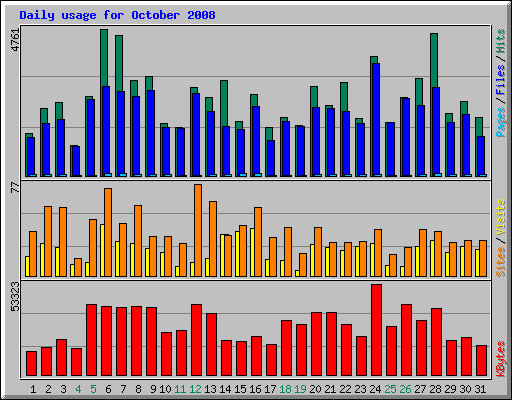 Daily usage for October 2008
4761
Pages / Files / Hits
77
Sites / Visits
53323
KBytes
1 2 3 4 5 6 7 8 9 10 11 12 13 14 15 16 17 18 19 20 21 22 23 24 25 26 27 28 29 30 31